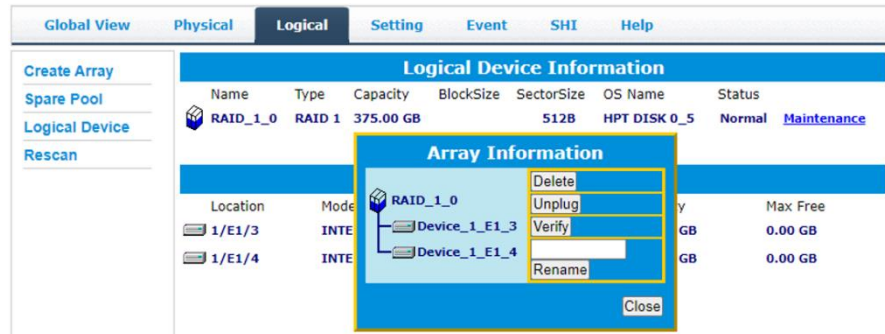 Global View Physical Logical Setting Event SHI Help
Create Array
Spare Pool
Logical Device
Rescan
Logical Device Information
Name Type Capacity BlockSize SectorSize OS Name Status
RAID_1_0 RAID 1 375.00 GB 512B HPT DISK 0_5 Normal Maintenance
Array Information
RAID_1_0
Device_1_E1_3
Device_1_E1_4
Delete
Unplug
Verify
Rename
Close
Location Max Free
1/E1/3 GB 0.00 GB
1/E1/4 GB 0.00 GB